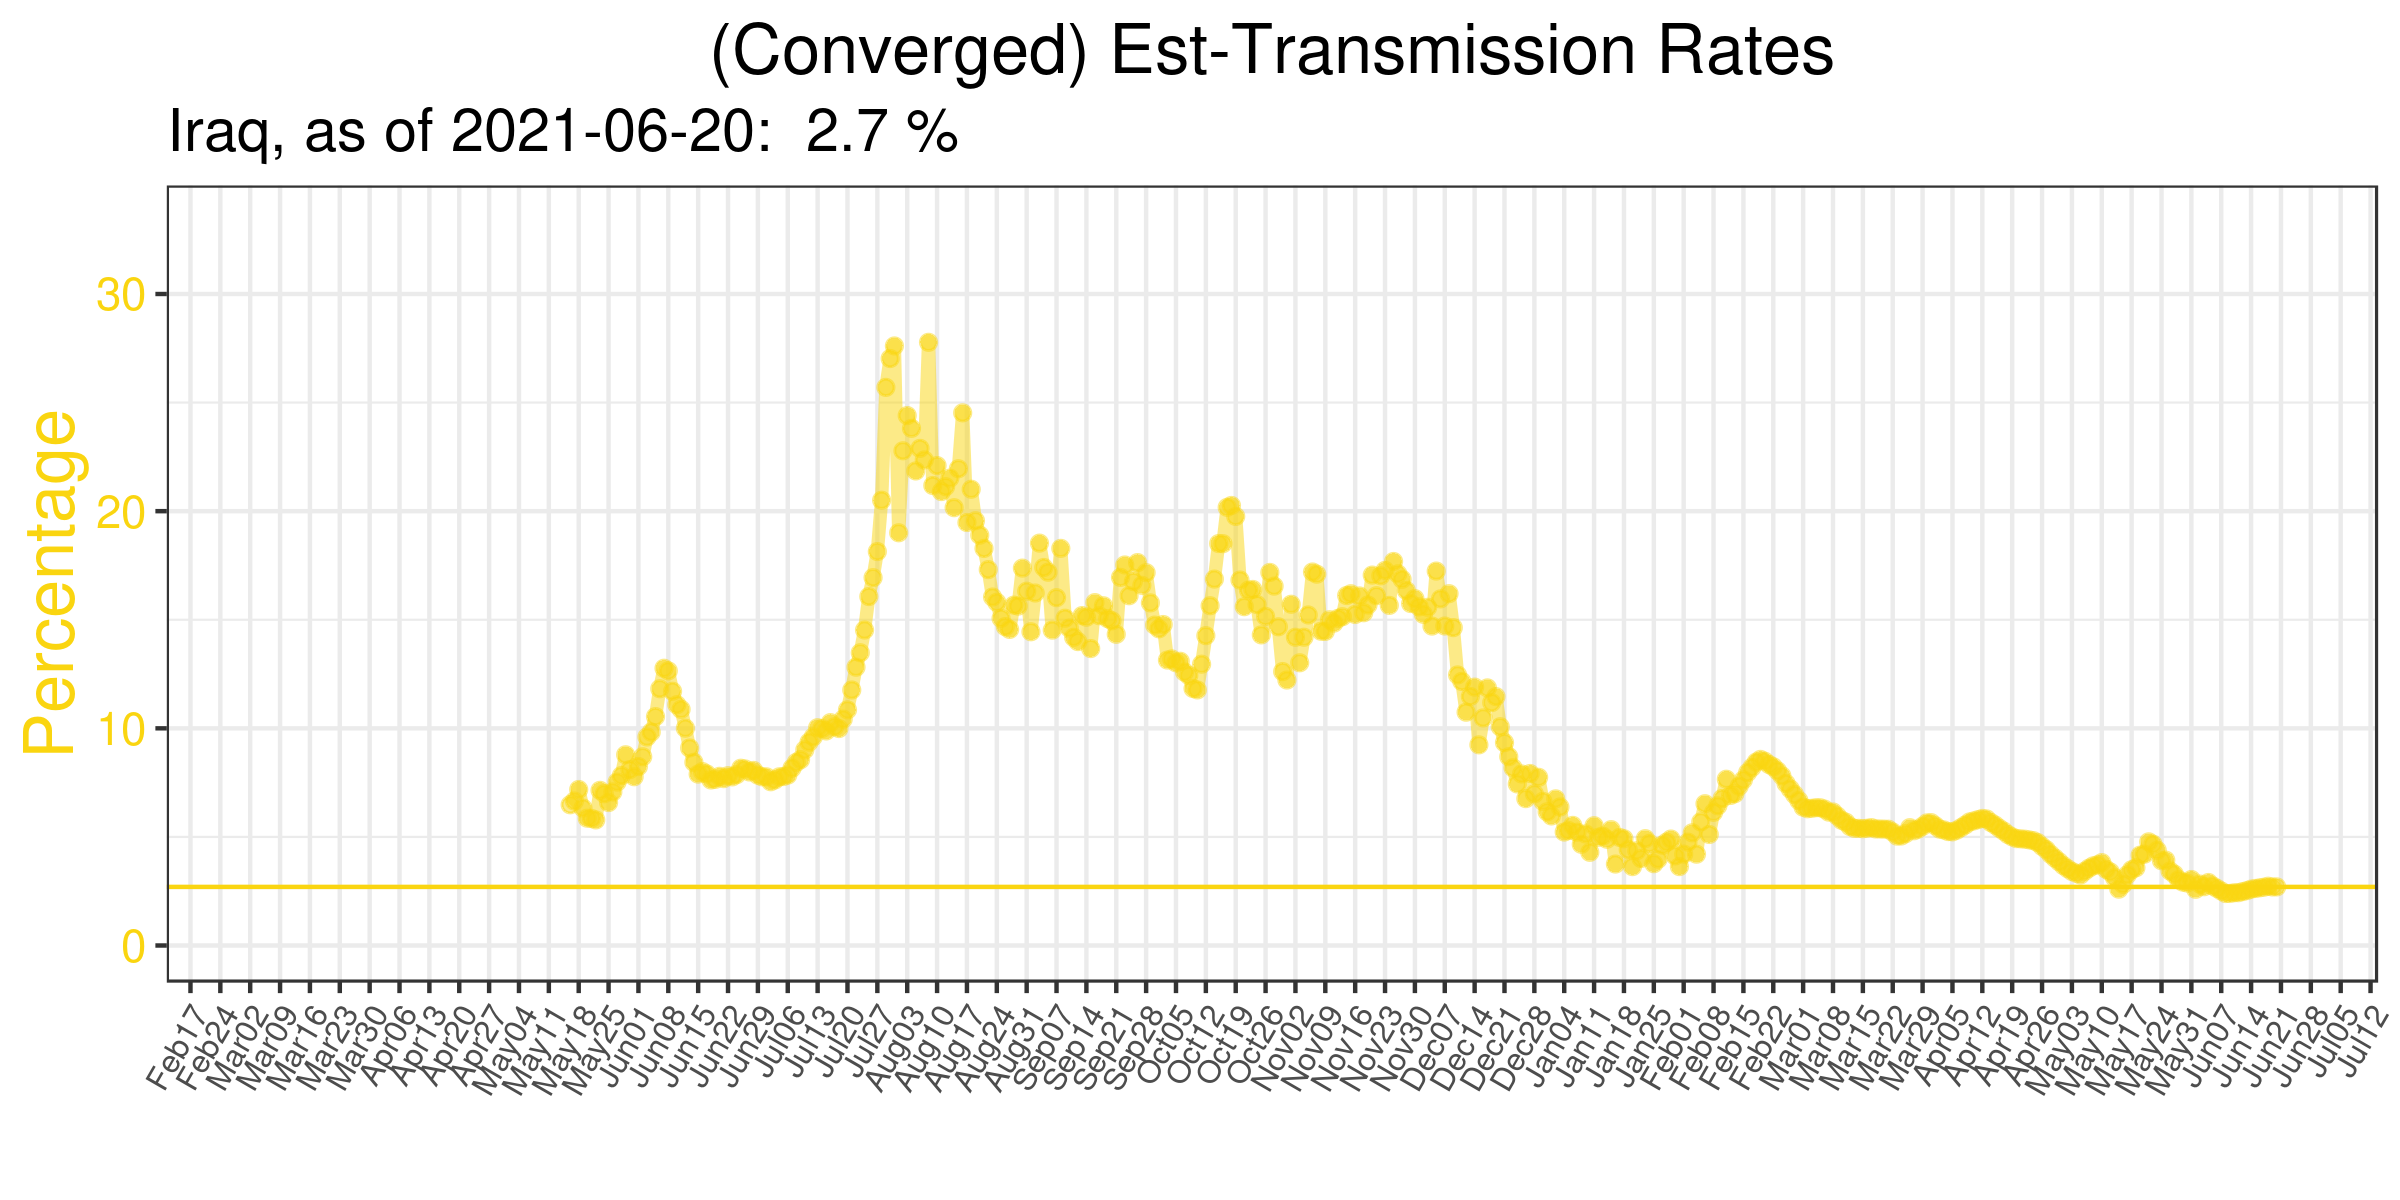 (Converged) Est-Transmission Rates
Iraq, as of 2021-06-20: 2.7 %
Percentage
30
20
10
0
Feb17
Feb24
Mar02
Mar09
Mar16
Mar23
Mar30
Apr06
Apr13
Apr20
Apr27
May04
May11
May18
May25
Jun01
Jun08
Jun15
Jun22
Jun29
Jul06
Jul13
Jul20
Jul27
Aug03
Aug10
Aug17
Aug24
Aug31
Sep07
Sep14
Sep21
Sep28
Oct05
Oct12
Oct19
Oct26
Nov02
Nov09
Nov16
Nov23
Nov30
Dec07
Dec14
Dec21
Dec28
Jan04
Jan11
Jan18
Jan25
Feb01
Feb08
Feb15
Feb22
Mar01
Mar08
Mar15
Mar22
Mar29
Apr05
Apr12
Apr19
Apr26
May03
May10
May17
May24
May31
Jun07
Jun14
Jun21
Jun28
Jul05
Jul12